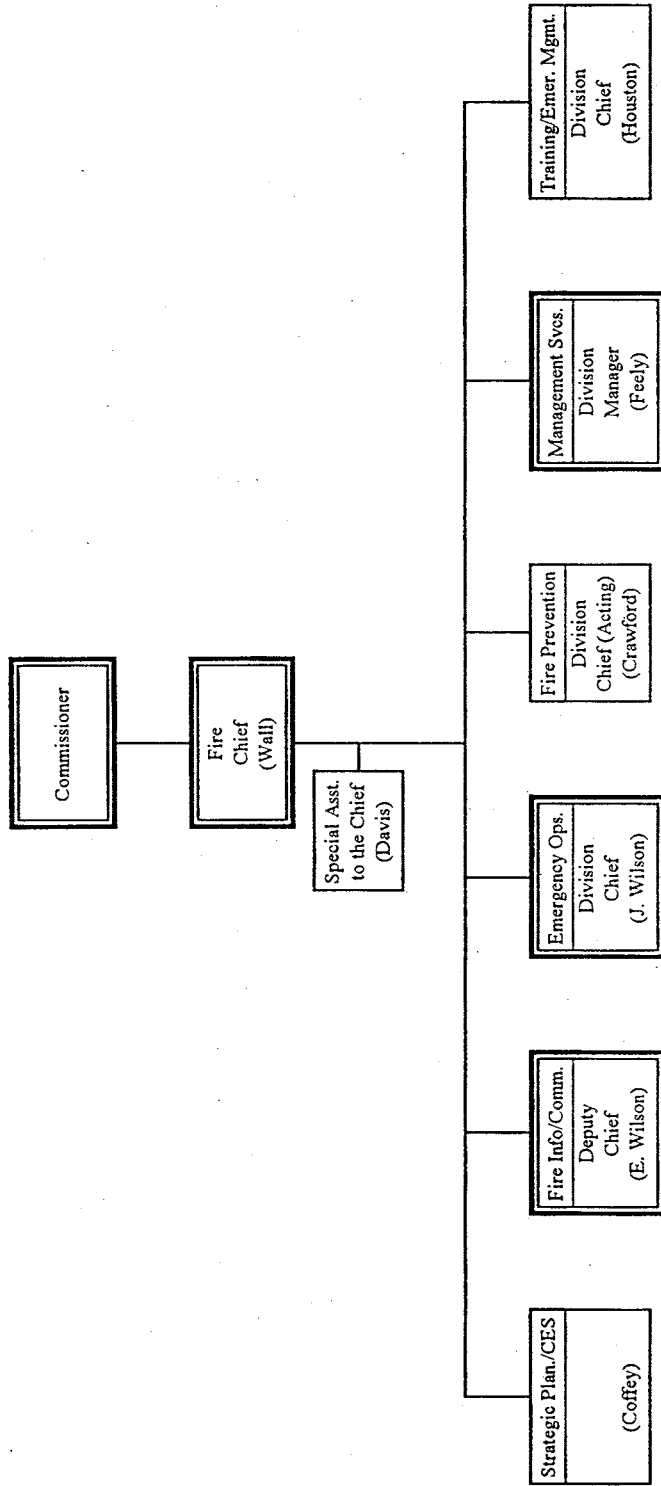 Commissioner
Fire
Chief
(Wall)
Special Asst.
to the Chief
(Davis)
Strategic Plan./CES
(Coffey)
Fire Info/Comm.
Deputy
Chief
(E. Wilson)
Emergency Ops.
Division
Chief
(J. Wilson)
Fire Prevention
Division
Chief (Acting)
(Crawford)
Management Svcs.
Division
Manager
(Feely)
Training/Emer. Mgmt.
Division
Chief
(Houston)